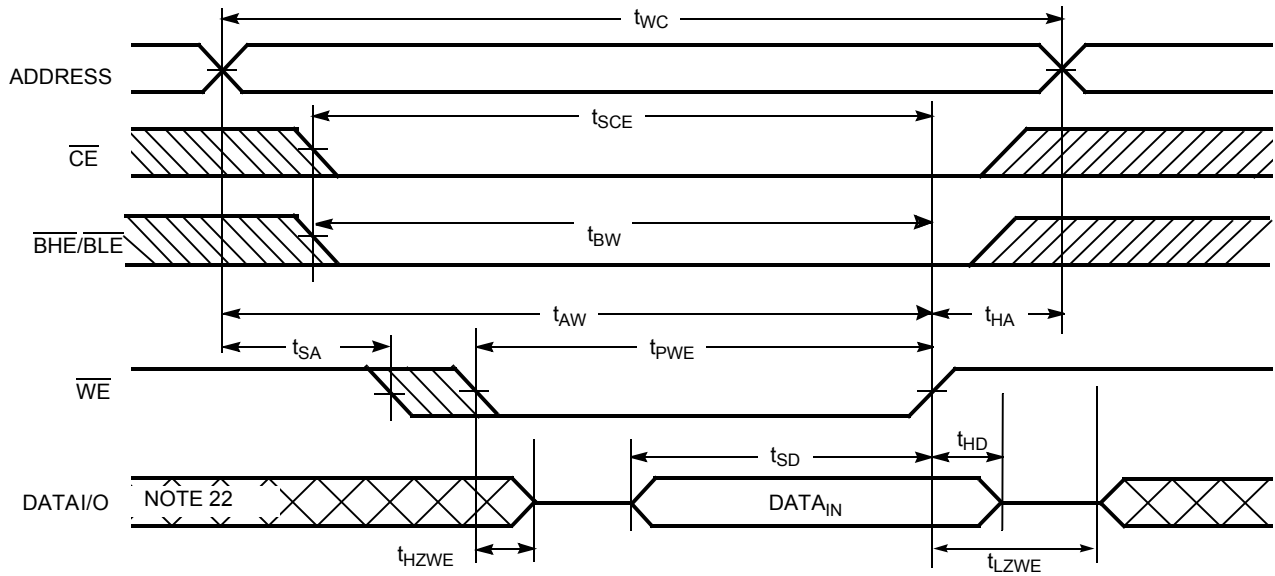 tWC
ADDRESS
tSCE
CE
tBW
BHE/BLE
tAW
tHA
tSA
tPWE
WE
tHD
tSD
DATAI/O
NOTE 22
DATAIN
tHZWE
tLZWE